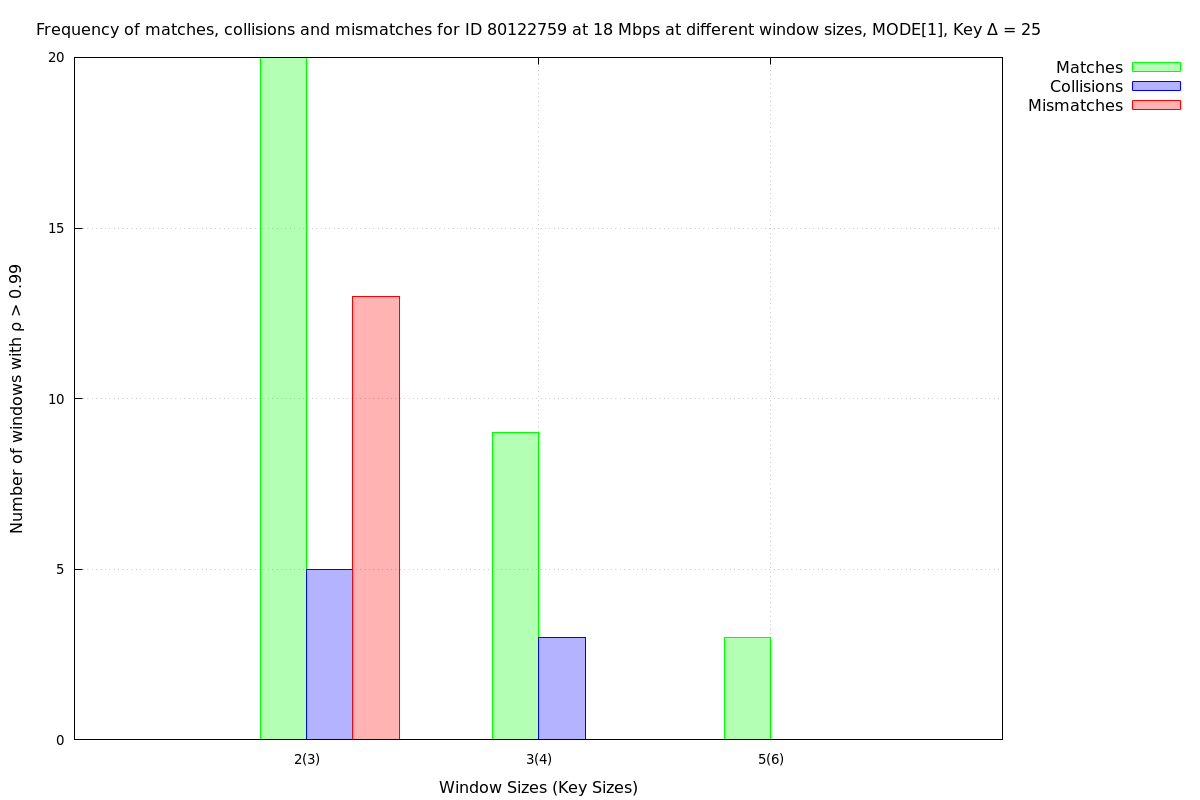 Frequency of matches, collisions and mismatches for ID 80122759 at 18 Mbps at different window sizes, MODE[1], Key Δ = 25
Matches
Collisions
Mismatches
Number of windows with ρ > 0.99
20
15
10
5
0
2(3)
3(4)
5(6)
Window Sizes (Key Sizes)